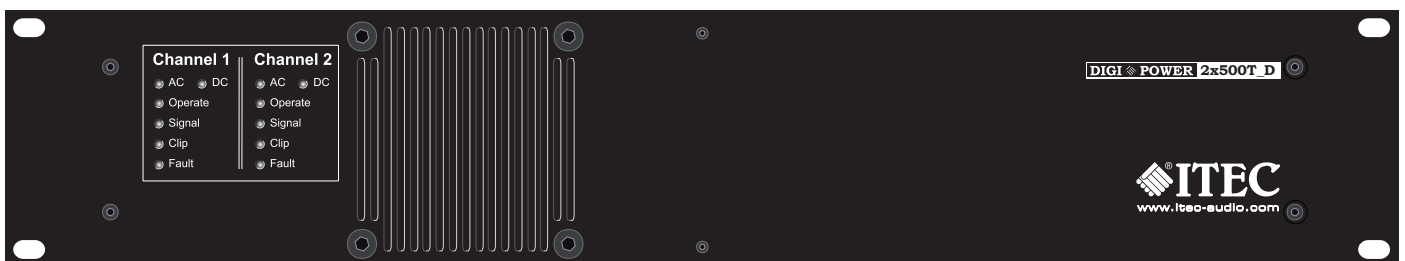 Channel 1 Channel 2
AC DC AC DC
Operate Operate
Signal Signal
Clip Clip
Fault Fault
DIGI POWER 2x500T_D
®ITEC
www.itec-audio.com